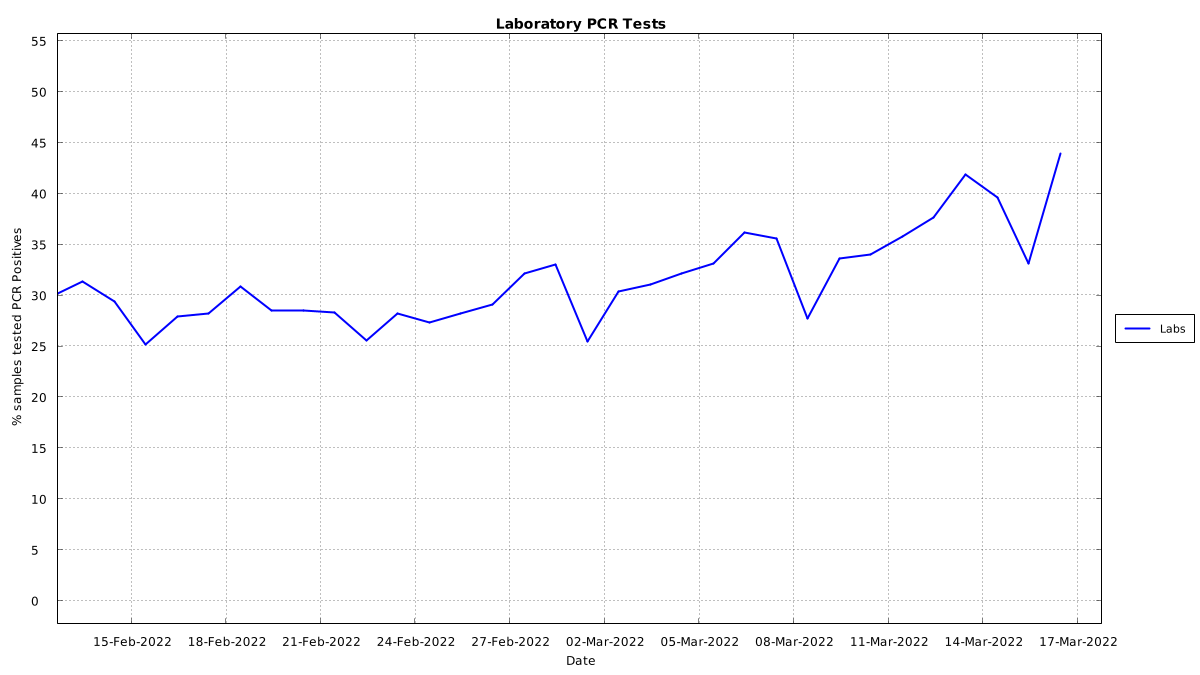 Laboratory PCR Tests
55
50
45
40
35
30
25
20
15
10
5
0
% samples tested PCR Positives
15-Feb-2022 18-Feb-2022 21-Feb-2022 24-Feb-2022 27-Feb-2022 02-Mar-2022 05-Mar-2022 08-Mar-2022 11-Mar-2022 14-Mar-2022 17-Mar-2022
Date
Labs